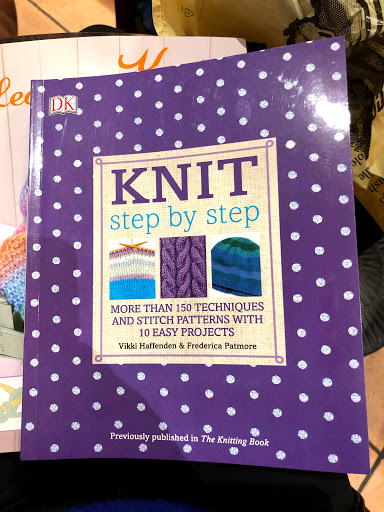 DK
KNIT
step by step
MORE THAN 150 TECHNIQUES
AND STITCH PATTERNS WITH
10 EASY PROJECTS
Vikki Haffenden & Frederica Patmore
Previously published in The Knitting Book